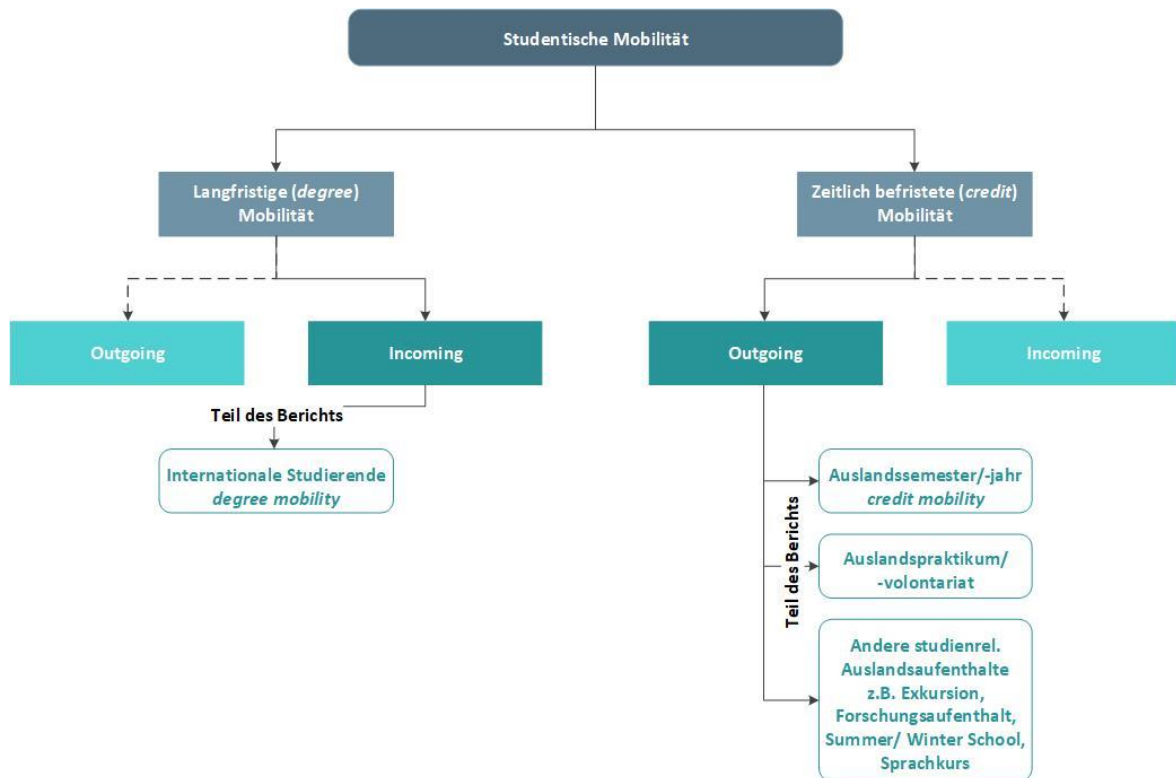 Studentische Mobilität
Langfristige (degree)
Mobilität
Zeitlich befristete (credit)
Mobilität
Outgoing
Incoming
Outgoing
Incoming
Teil des Berichts
Internationale Studierende
degree mobility
Teil des Berichts
Auslandssemester/-jahr
credit mobility
Auslandspraktikum/
-volontariat
Andere studienrel.
Auslandsaufenthalte
z.B. Exkursion,
Forschungsaufenthalt,
Summer/ Winter School,
Sprachkurs